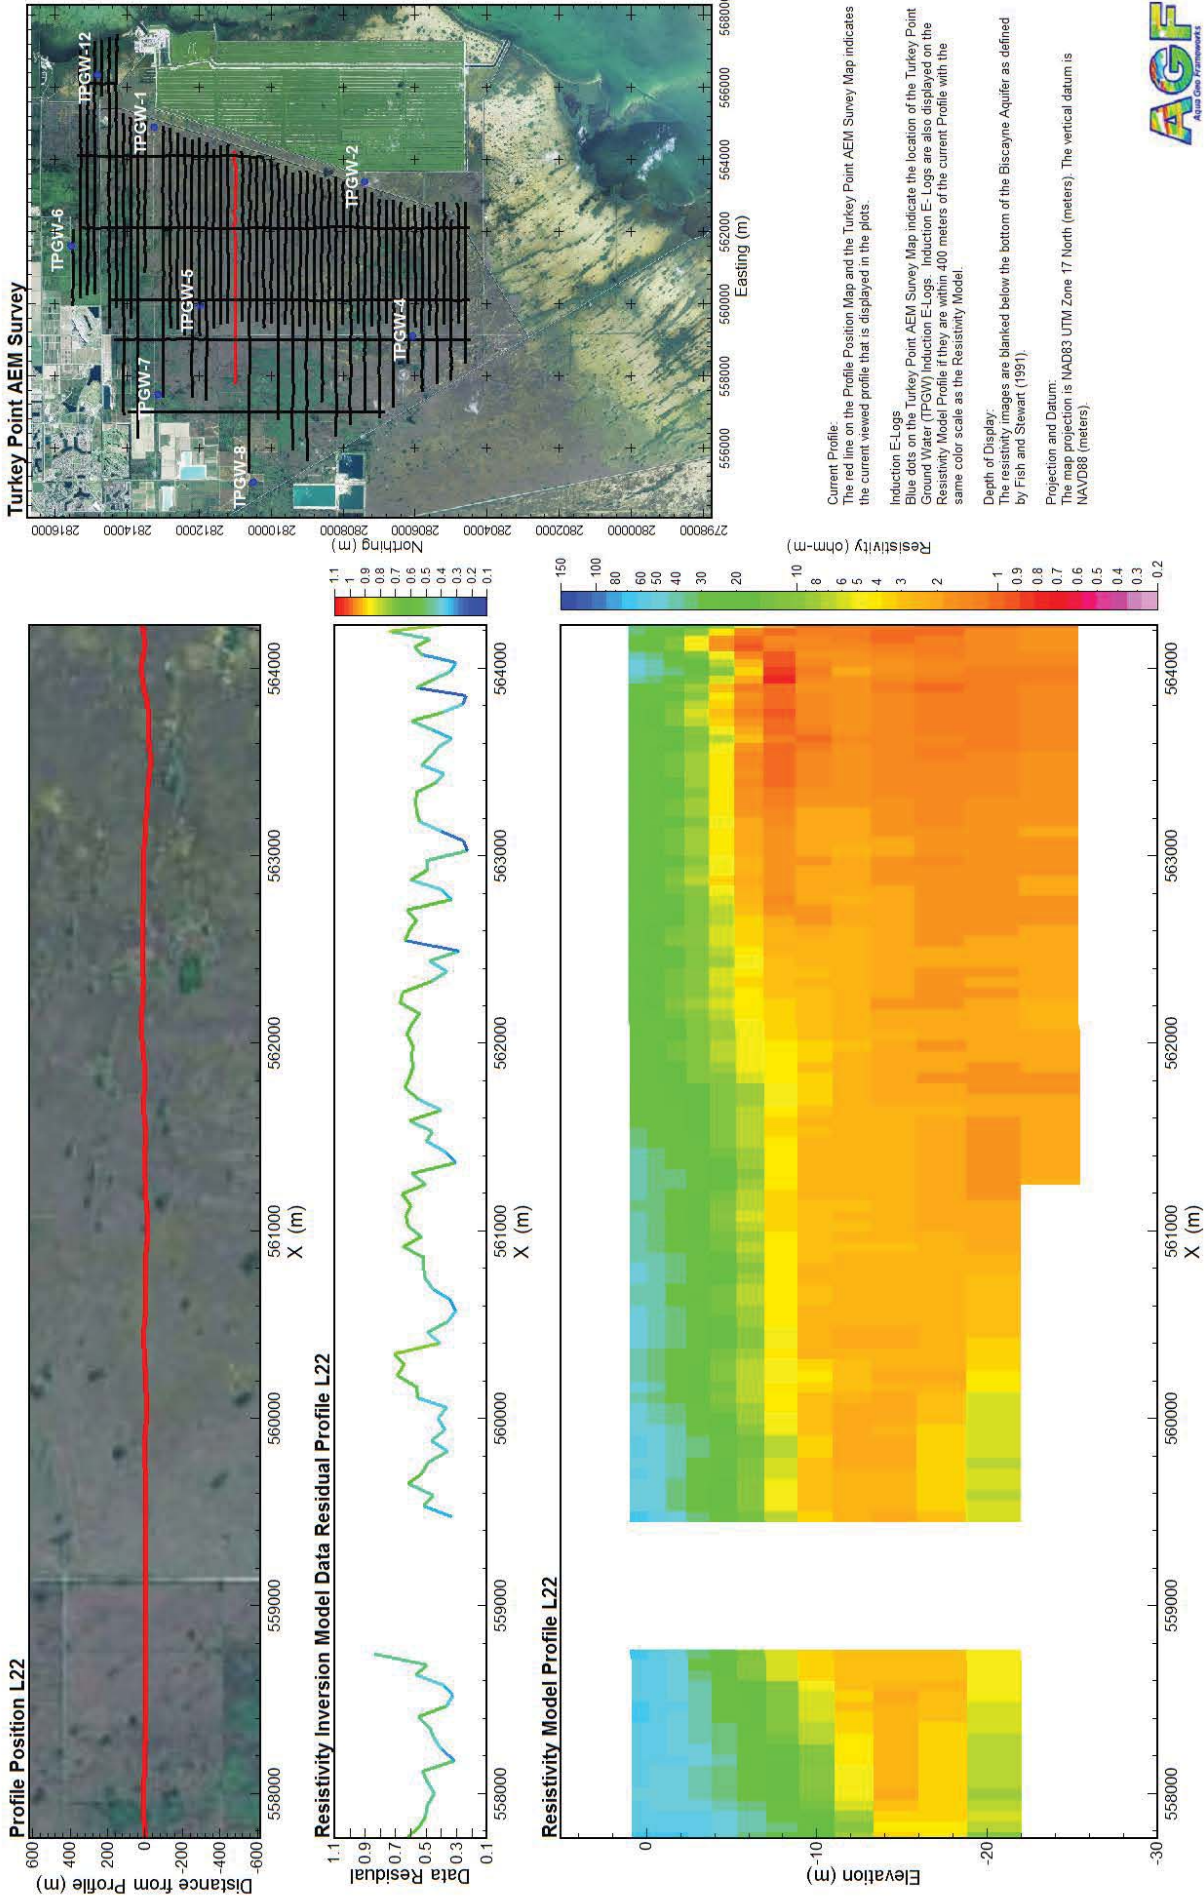 Profile Position L22
Distance from Profile (m)
600
400
200
0
-200
-400
-600
558000
559000
560000
561000
562000
563000
564000
X (m)
Resistivity Inversion Model Data Residual Profile L22
Data Residual
1.1
0.9
0.7
0.5
0.3
0.1
558000
559000
560000
561000
562000
563000
564000
X (m)
1.1
1
0.9
0.8
0.7
0.6
0.5
0.4
0.3
0.2
0.1
Resistivity Model Profile L22
Elevation (m)
0
-10
-20
-30
558000
559000
560000
561000
562000
563000
564000
X (m)
Resistivity (ohm-m)
150
100
80
60
50
40
30
20
10
8
6
5
4
3
2
1
0.9
0.8
0.7
0.6
0.5
0.4
0.3
0.2
Turkey Point AEM Survey
Northing (m)
2816000
2814000
2812000
2810000
2808000
2806000
2804000
2802000
2800000
2798000
556000
558000
560000
562000
564000
566000
568000
Easting (m)
TPGW-12
TPGW-1
TPGW-6
TPGW-2
TPGW-5
TPGW-4
TPGW-7
TPGW-8
Current Profile:
The red line on the Profile Position Map and the Turkey Point AEM Survey Map indicates
the current viewed profile that is displayed in the plots.
Induction E-Logs
Blue dots on the Turkey Point AEM Survey Map indicate the location of the Turkey Point
Ground Water (TPGW) Induction E-Logs. Induction E- Logs are also displayed on the
Resistivity Model Profile if they are within 400 meters of the current Profile with the
same color scale as the Resistivity Model.
Depth of Display:
The resistivity images are blanked below the bottom of the Biscayne Aquifer as defined
by Fish and Stewart (1991).
Projection and Datum:
The map projection is NAD83 UTM Zone 17 North (meters). The vertical datum is
NAVD88 (meters).
AGF
Aqua Geo Frameworks